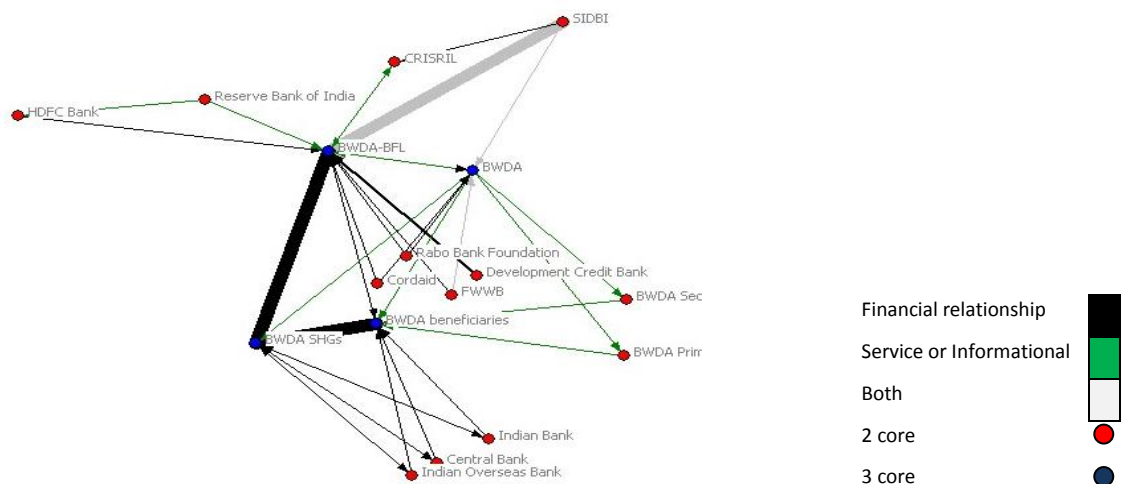 SIDBI
CRISRIL
Reserve Bank of India
HDFC Bank
BWDA-BFL
BWDA
Rabo Bank Foundation
Development Credit Bank
Cordaid
FWWB
BWDA Sec
BWDA beneficiaries
BWDA SHGs
BWDA Prim
Indian Bank
Central Bank
Indian Overseas Bank
Financial relationship
Service or Informational
Both
2 core
3 core